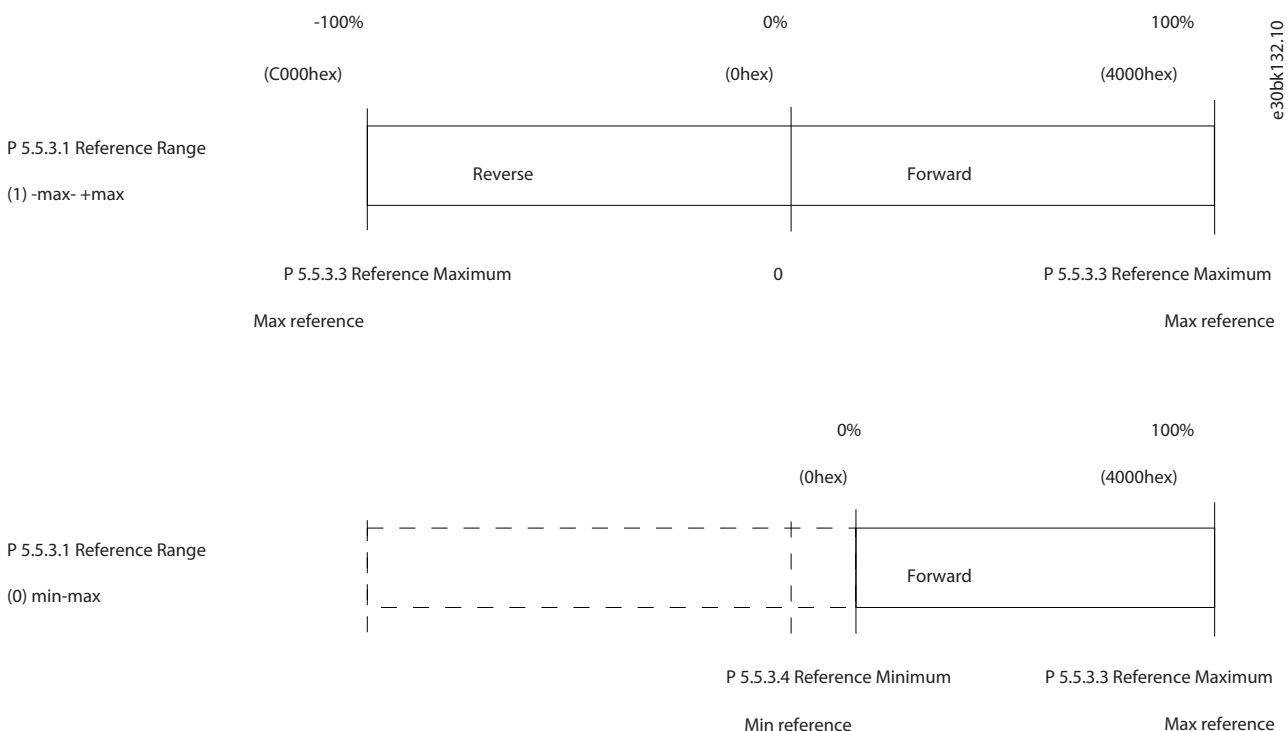 -100% 0% 100%
(C000hex) (0hex) (4000hex)
e30bk132.10
P 5.5.3.1 Reference Range
Reverse Forward
(1) -max- +max
P 5.5.3.3 Reference Maximum 0 P 5.5.3.3 Reference Maximum
Max reference Max reference
0% 100%
(0hex) (4000hex)
P 5.5.3.1 Reference Range
Forward
(0) min-max
P 5.5.3.4 Reference Minimum P 5.5.3.3 Reference Maximum
Min reference Max reference